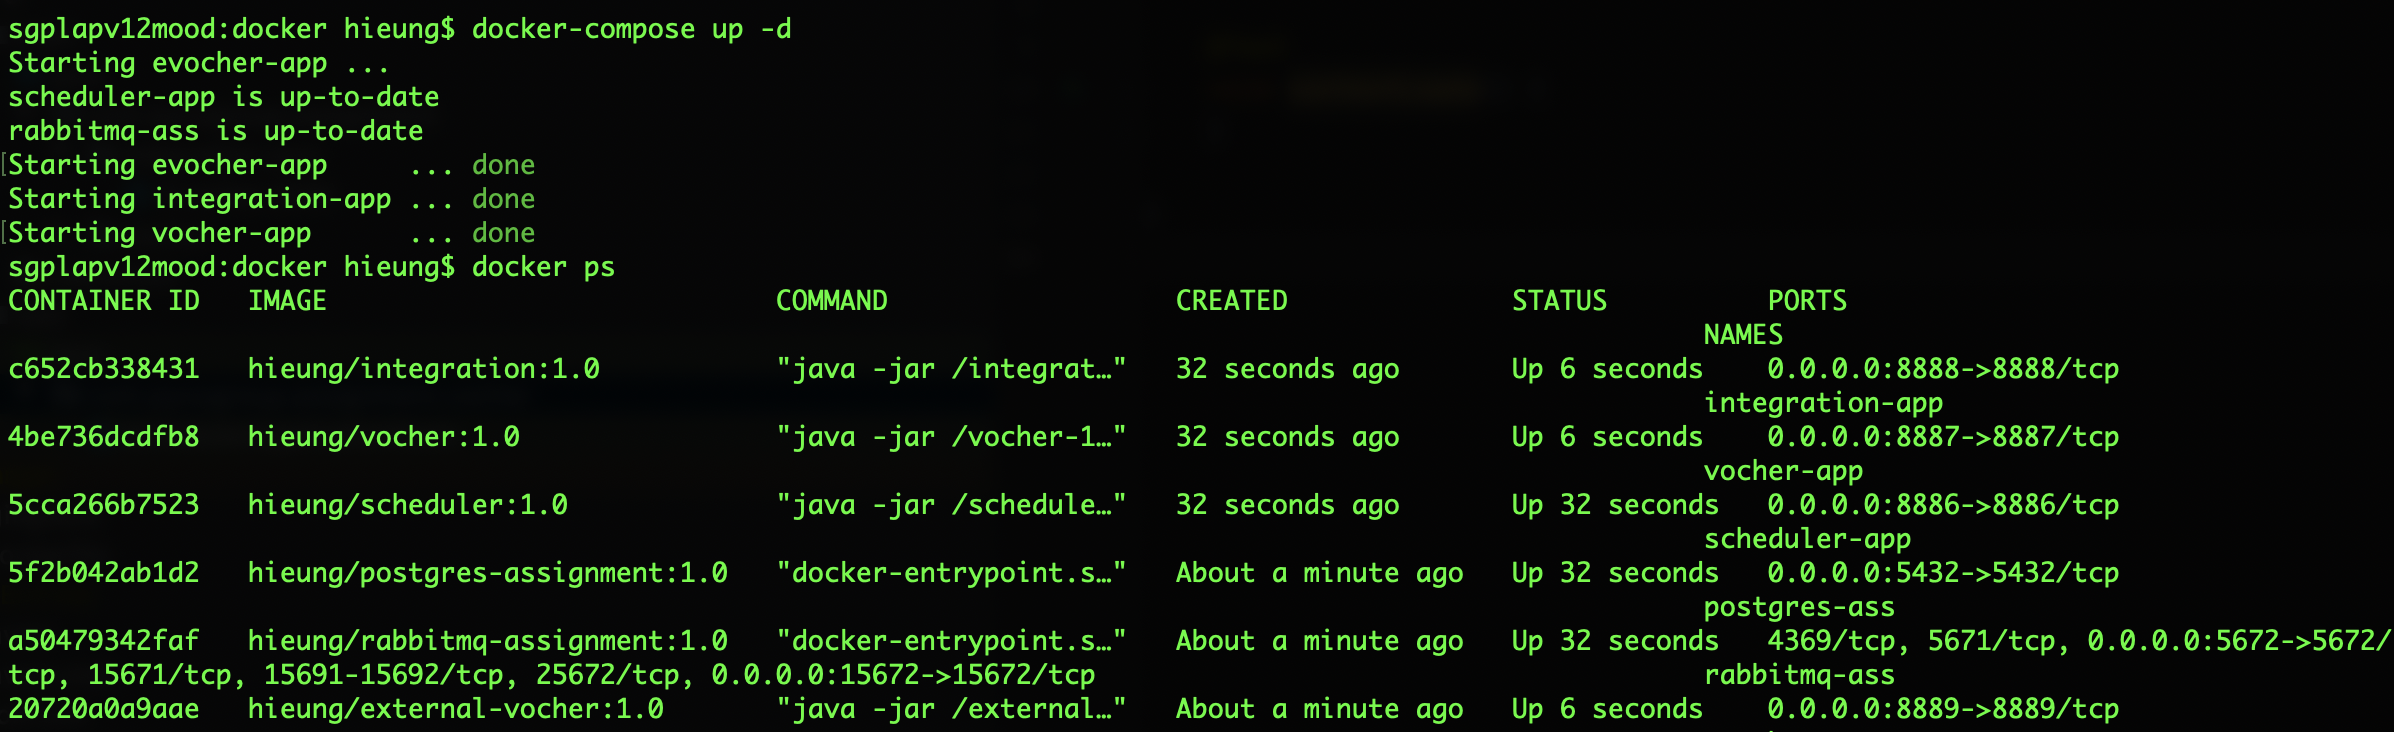 sgplapv12mood:docker hieung$ docker-compose up -d
Starting evocher-app ...
scheduler-app is up-to-date
rabbitmq-ass is up-to-date
[Starting evocher-app     ... done
Starting integration-app ... done
[Starting vocher-app      ... done
sgplapv12mood:docker hieung$ docker ps
CONTAINER ID   IMAGE                            COMMAND                  CREATED              STATUS          PORTS
NAMES
c652cb338431   hieung/integration:1.0           "java -jar /integrat…"   32 seconds ago       Up 6 seconds    0.0.0.0:8888->8888/tcp
integration-app
4be736dcdfb8   hieung/vocher:1.0                "java -jar /vocher-1…"   32 seconds ago       Up 6 seconds    0.0.0.0:8887->8887/tcp
vocher-app
5cca266b7523   hieung/scheduler:1.0             "java -jar /schedule…"   32 seconds ago       Up 32 seconds   0.0.0.0:8886->8886/tcp
scheduler-app
5f2b042ab1d2   hieung/postgres-assignment:1.0   "docker-entrypoint.s…"   About a minute ago   Up 32 seconds   0.0.0.0:5432->5432/tcp
postgres-ass
a50479342faf   hieung/rabbitmq-assignment:1.0   "docker-entrypoint.s…"   About a minute ago   Up 32 seconds   4369/tcp, 5671/tcp, 0.0.0.0:5672->5672/
tcp, 15671/tcp, 15691-15692/tcp, 25672/tcp, 0.0.0.0:15672->15672/tcp                                      rabbitmq-ass
20720a0a9aae   hieung/external-vocher:1.0       "java -jar /external…"   About a minute ago   Up 6 seconds    0.0.0.0:8889->8889/tcp